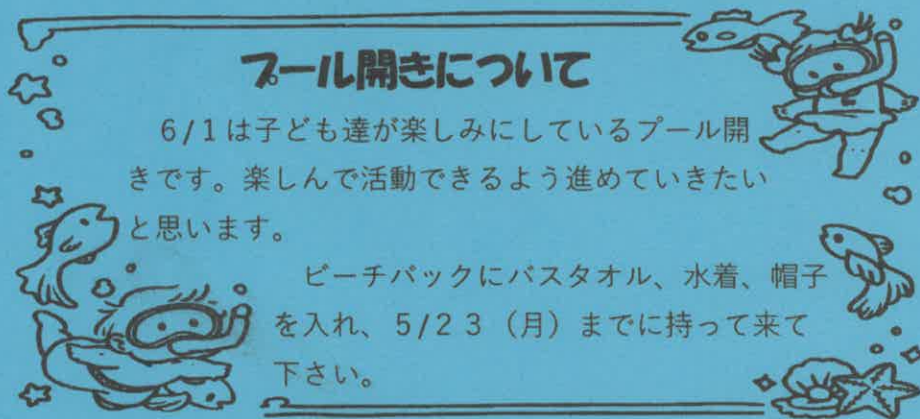 プール開きについて
6/1は子ども達が楽しみにしているプール開
きです。楽しんで活動できるよう進めていきたい
と思います。
ビーチバックにバスタオル、水着、帽子
を入れ、5/23（月）までに持って来て
下さい。